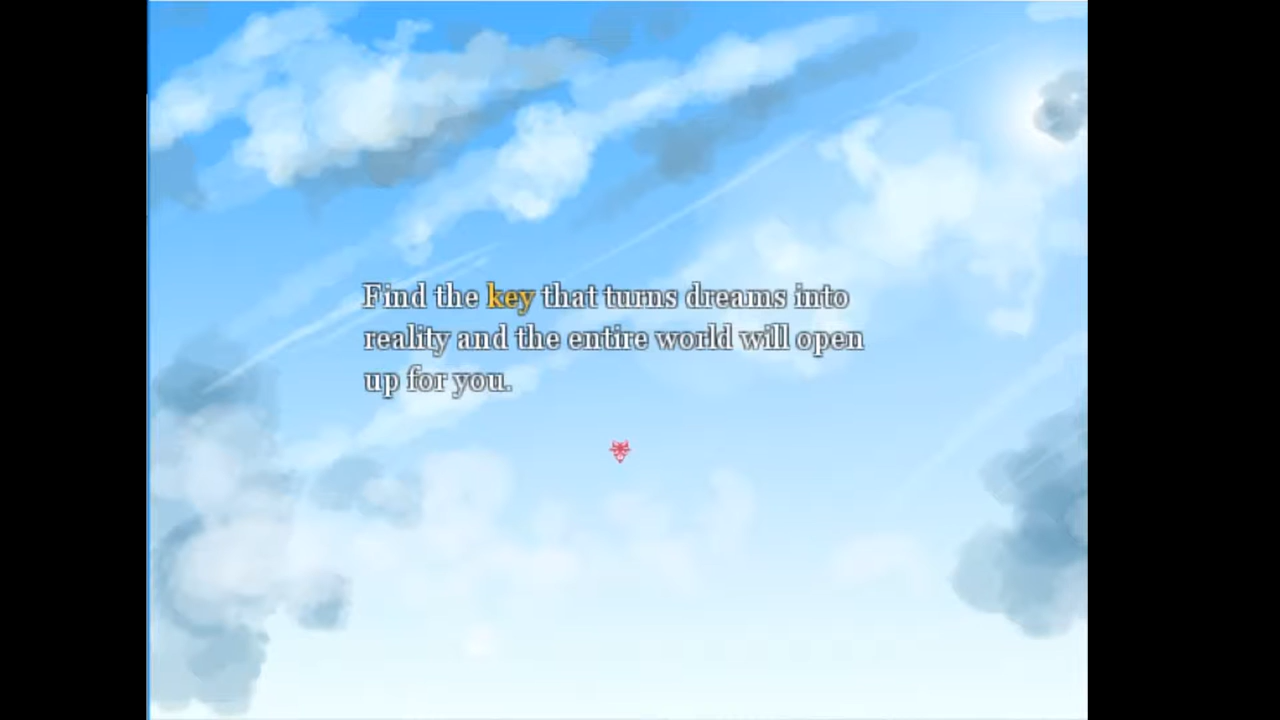 Find the key that turns dreams into
reality and the entire world will open
up for you.